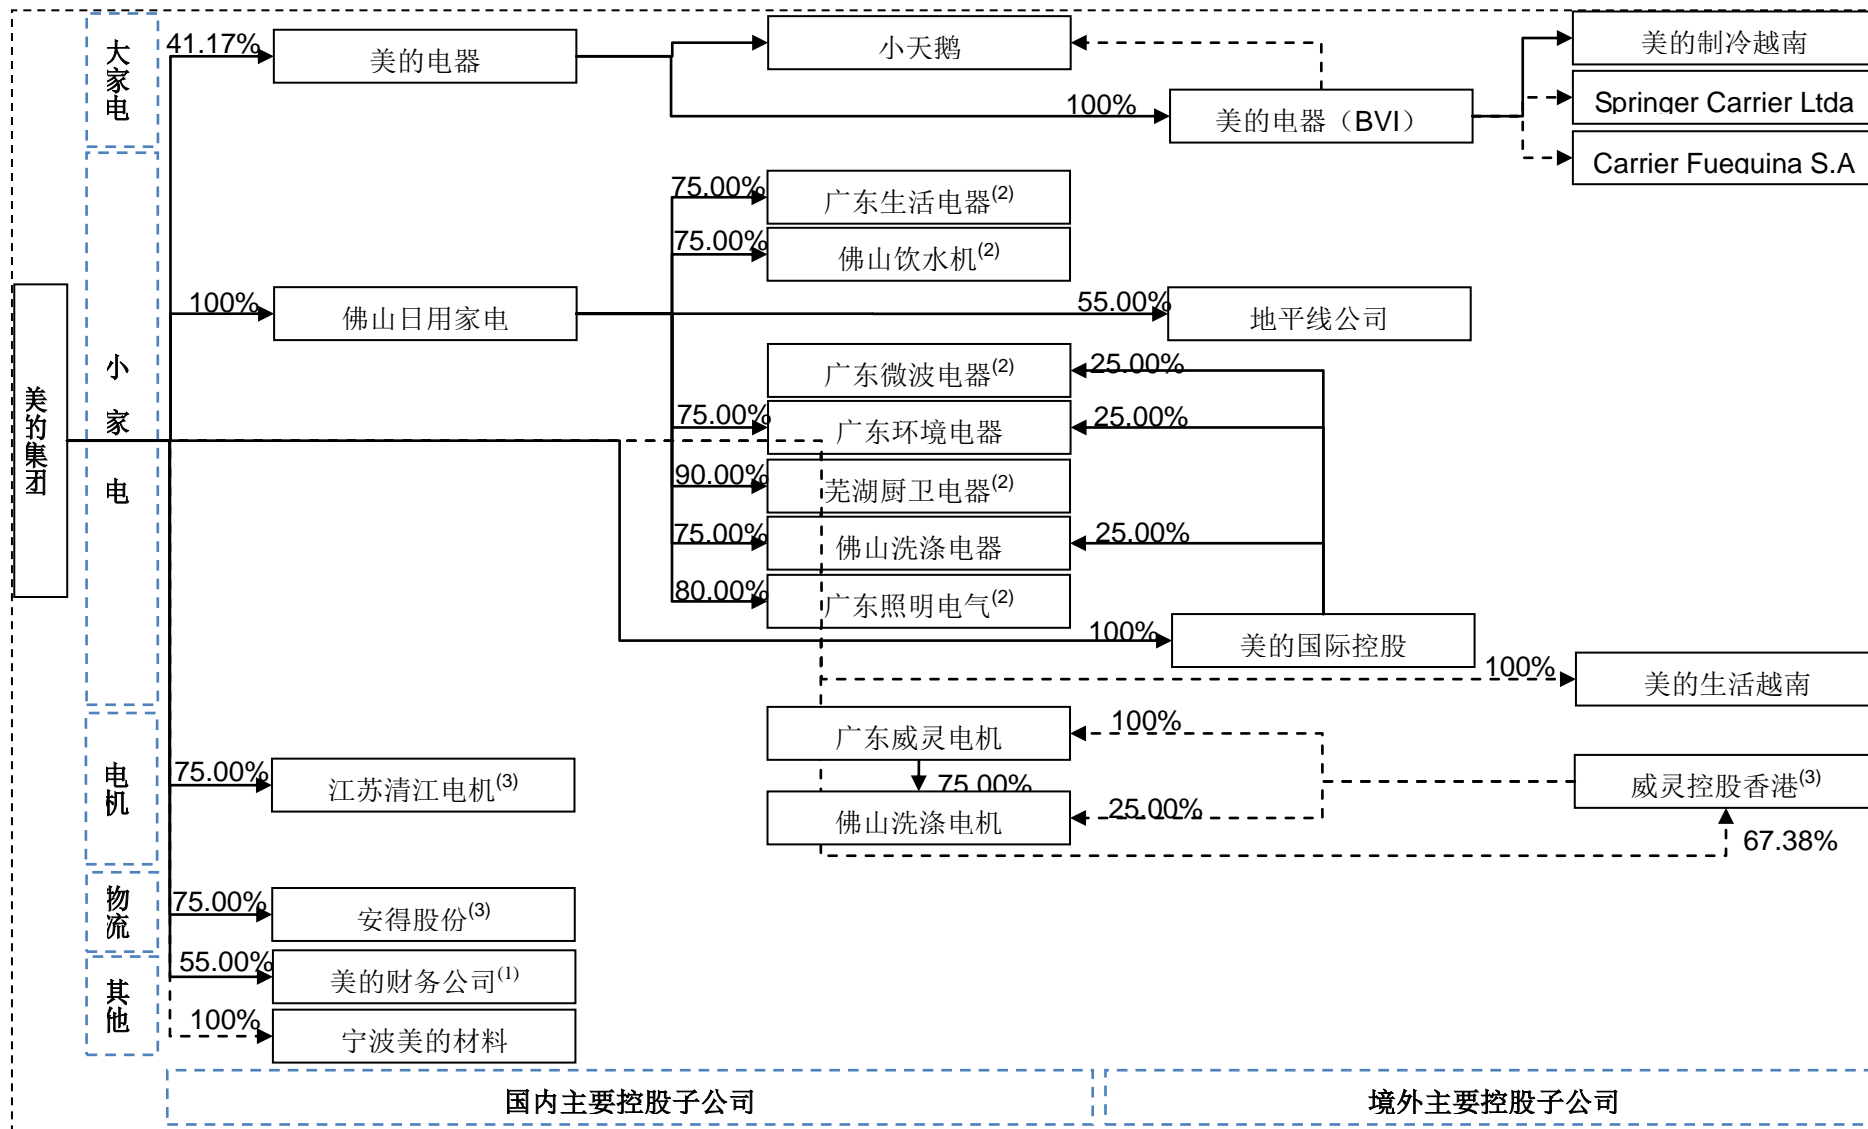 美的集团
大家电
41.17%
美的电器
小天鹅
100%
美的电器（BVI）
美的制冷越南
Springer Carrier Ltda
Carrier Fueguina S.A
小家电
100%
佛山日用家电
75.00%
广东生活电器(2)
75.00%
佛山饮水机(2)
55.00%
地平线公司
广东微波电器(2)
25.00%
75.00%
广东环境电器
25.00%
90.00%
芜湖厨卫电器(2)
75.00%
佛山洗涤电器
25.00%
80.00%
广东照明电气(2)
100%
美的国际控股
100%
美的生活越南
电机
75.00%
江苏清江电机(3)
广东威灵电机
100%
75.00%
佛山洗涤电机
25.00%
威灵控股香港(3)
67.38%
物流
75.00%
安得股份(3)
其他
55.00%
美的财务公司(1)
100%
宁波美的材料
国内主要控股子公司
境外主要控股子公司